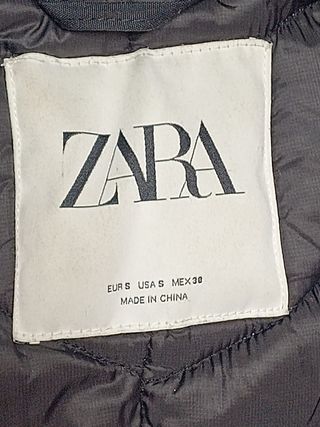 ZARA
EUR S USA S MEX 30
MADE IN CHINA